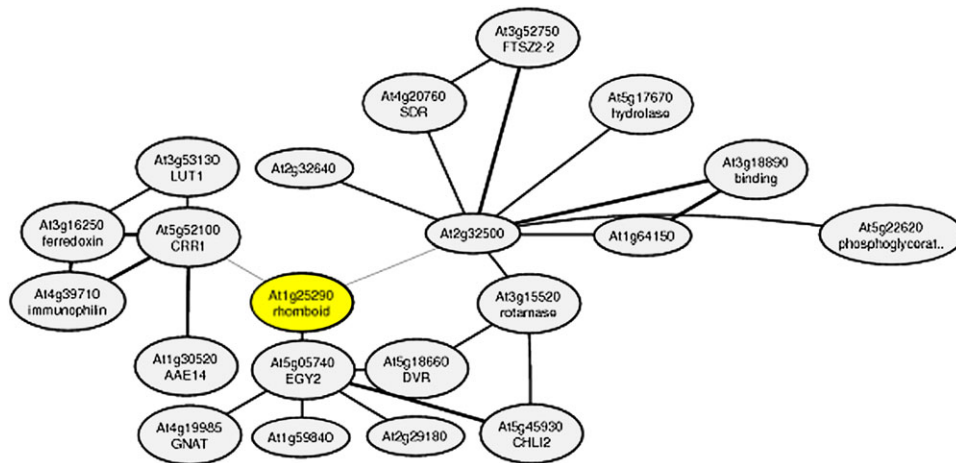 At3g52750
FTSZ2-2
At4g20760
SDR
At5g17670
hydrolase
At3g53130
LUT1
At2g32640
At3g18890
binding
At3g16250
ferredoxin
At5g52100
CRR1
At2g32500
At1g64150
At5g22620
phosphoglycorat..
At4g39710
immunophilin
At1g25290
rhomboid
At3g15520
rotamase
At1g30520
AAE14
At5g05740
EGY2
At5g18660
DVR
At4g19985
GNAT
At1g59840
At2g29180
At5g45930
CHLI2